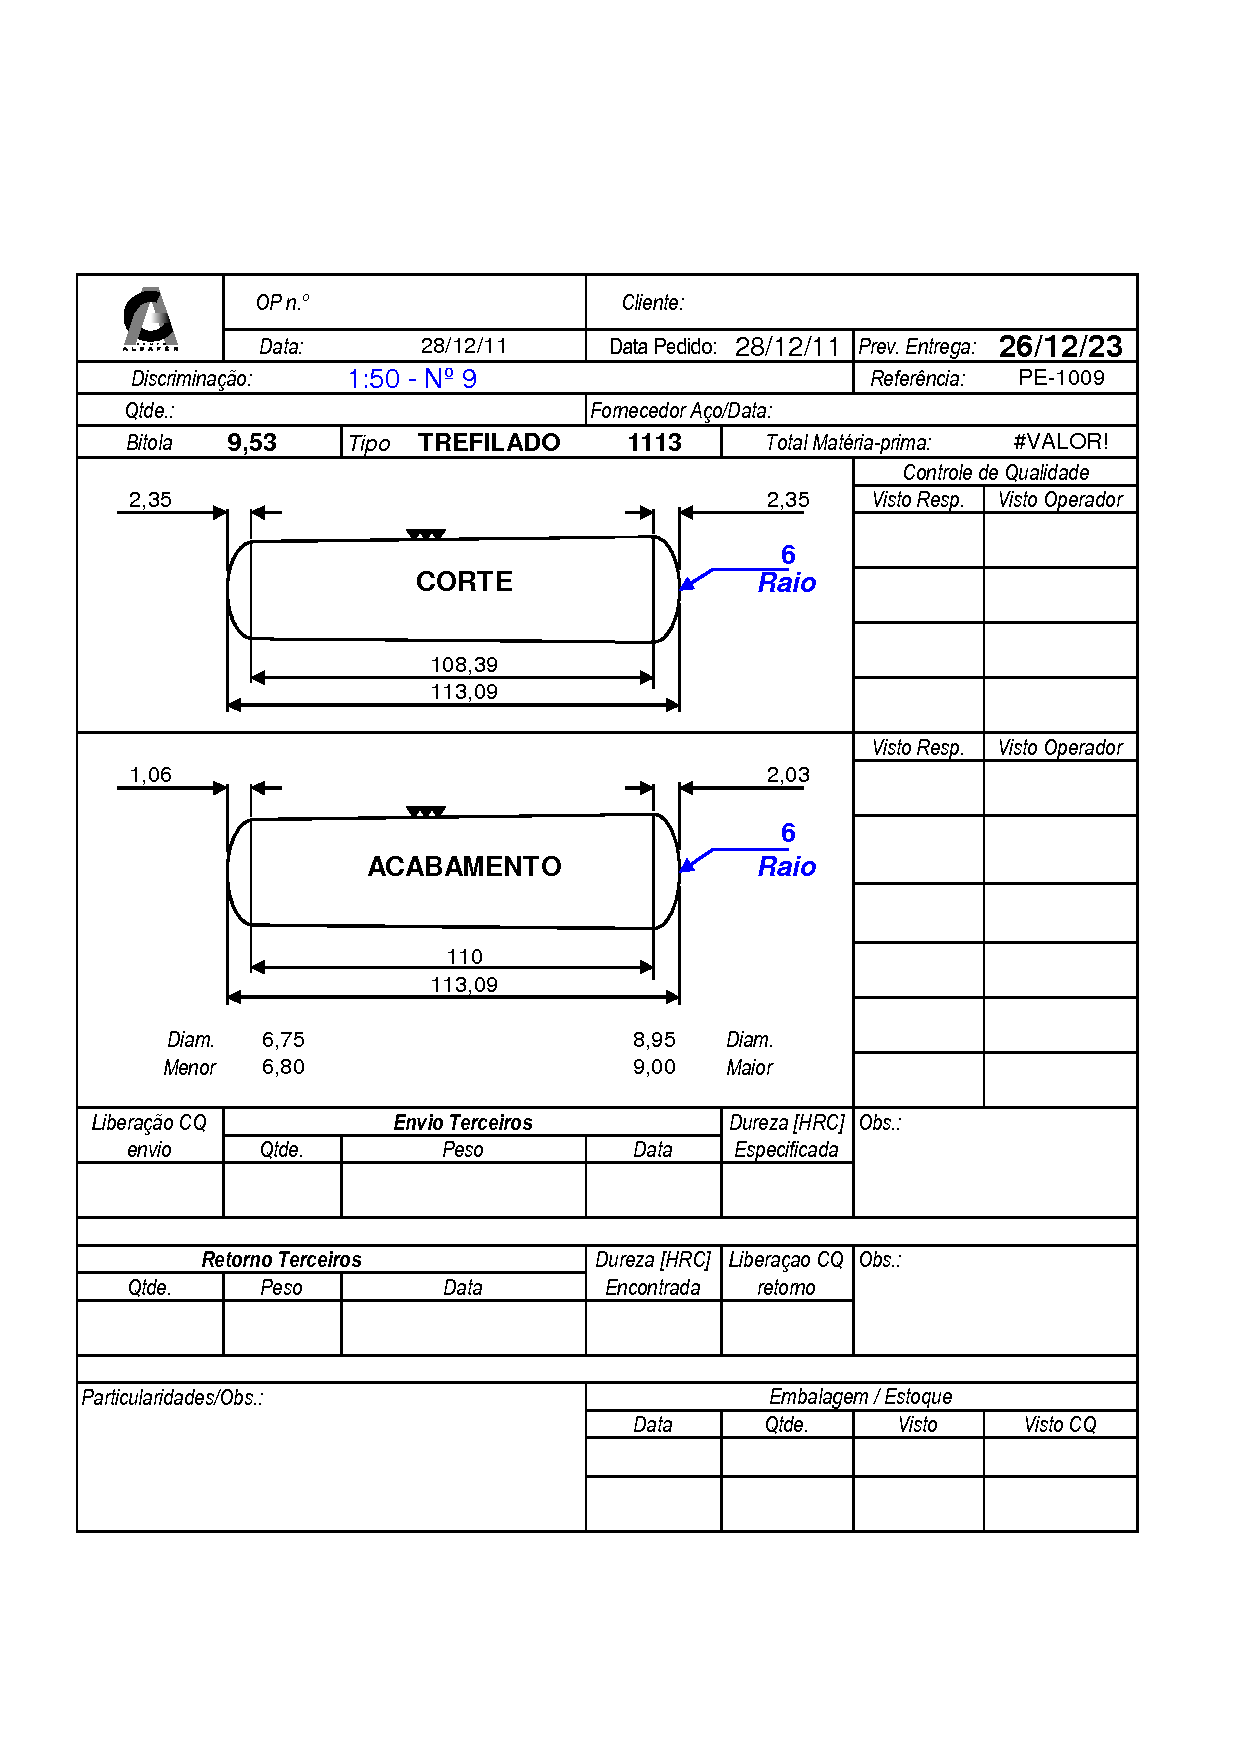 OP n.º Cliente:
Data: 28/12/11 Data Pedido: 28/12/11 Prev. Entrega: 26/12/23
Discriminação: 1:50 - Nº 9 Referência: PE-1009
Qtde.: Fornecedor Aço/Data:
Bitola 9,53 Tipo TREFILADO 1113 Total Matéria-prima: #VALOR!
Controle de Qualidade
2,35 2,35 Visto Resp. Visto Operador
6
CORTE Raio
108,39
113,09
Visto Resp. Visto Operador
1,06 2,03
6
ACABAMENTO Raio
110
113,09
Diam. 6,75 8,95 Diam.
Menor 6,80 9,00 Maior
Liberação CQ Envio Terceiros Dureza [HRC] Obs.:
envio Qtde. Peso Data Especificada
Retorno Terceiros Dureza [HRC] Liberaçao CQ Obs.:
Qtde. Peso Data Encontrada retorno
Particularidades/Obs.: Embalagem / Estoque
Data Qtde. Visto Visto CQ